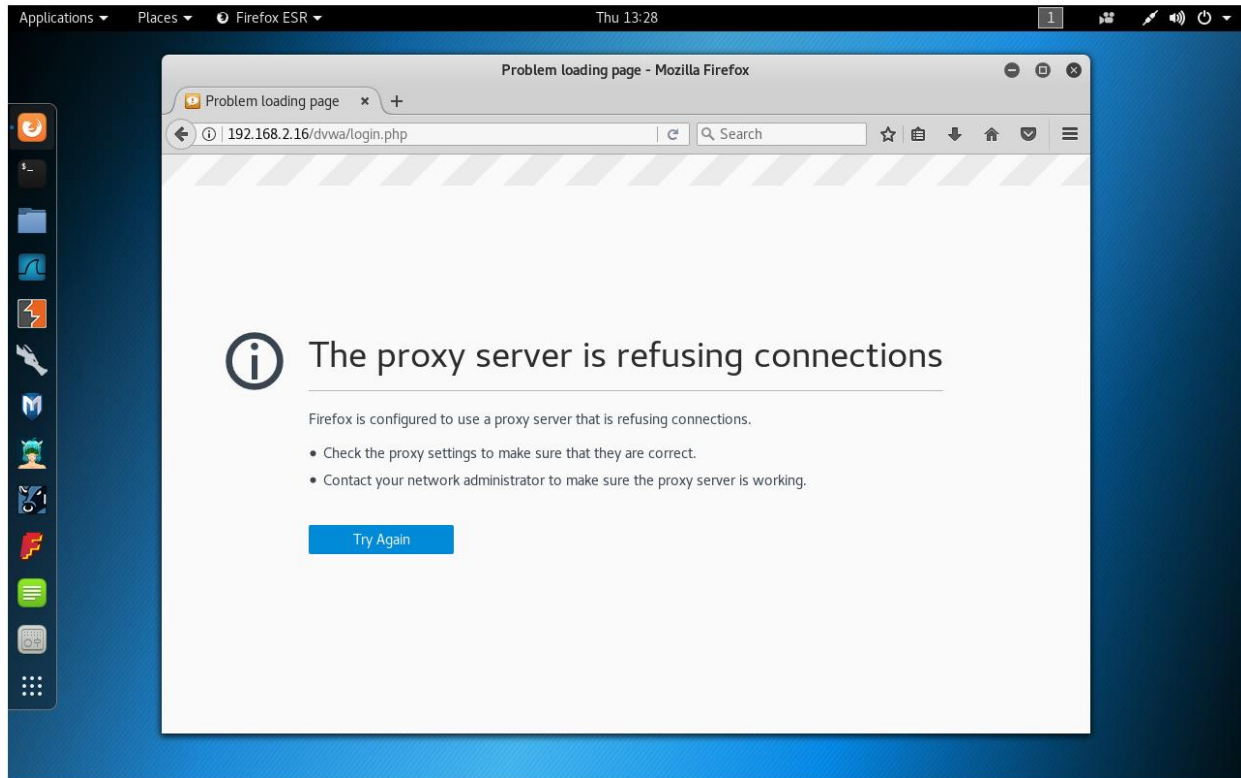 Applications Places Firefox ESR Thu 13:28 1
Problem loading page - Mozilla Firefox
Problem loading page
192.168.2.16/dvwa/login.php Search
The proxy server is refusing connections
Firefox is configured to use a proxy server that is refusing connections.
• Check the proxy settings to make sure that they are correct.
• Contact your network administrator to make sure the proxy server is working.
Try Again